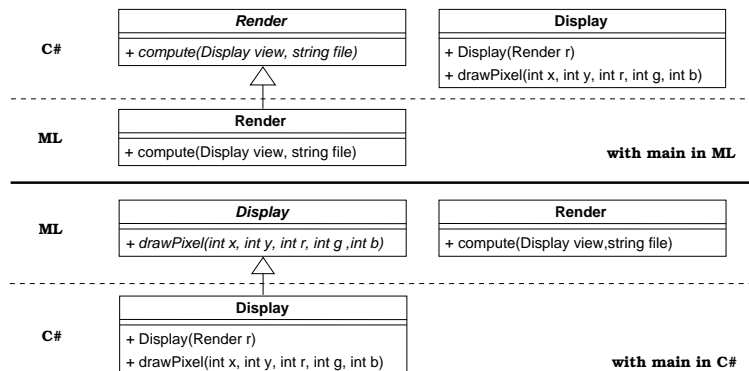 Render
Display
C#
+ compute(Display view, string file)
+ Display(Render r)
+ drawPixel(int x, int y, int r, int g, int b)
ML
Render
+ compute(Display view, string file)
with main in ML
ML
Display
Render
+ drawPixel(int x, int y, int r, int g ,int b)
+ compute(Display view,string file)
C#
Display
+ Display(Render r)
+ drawPixel(int x, int y, int r, int g, int b)
with main in C#